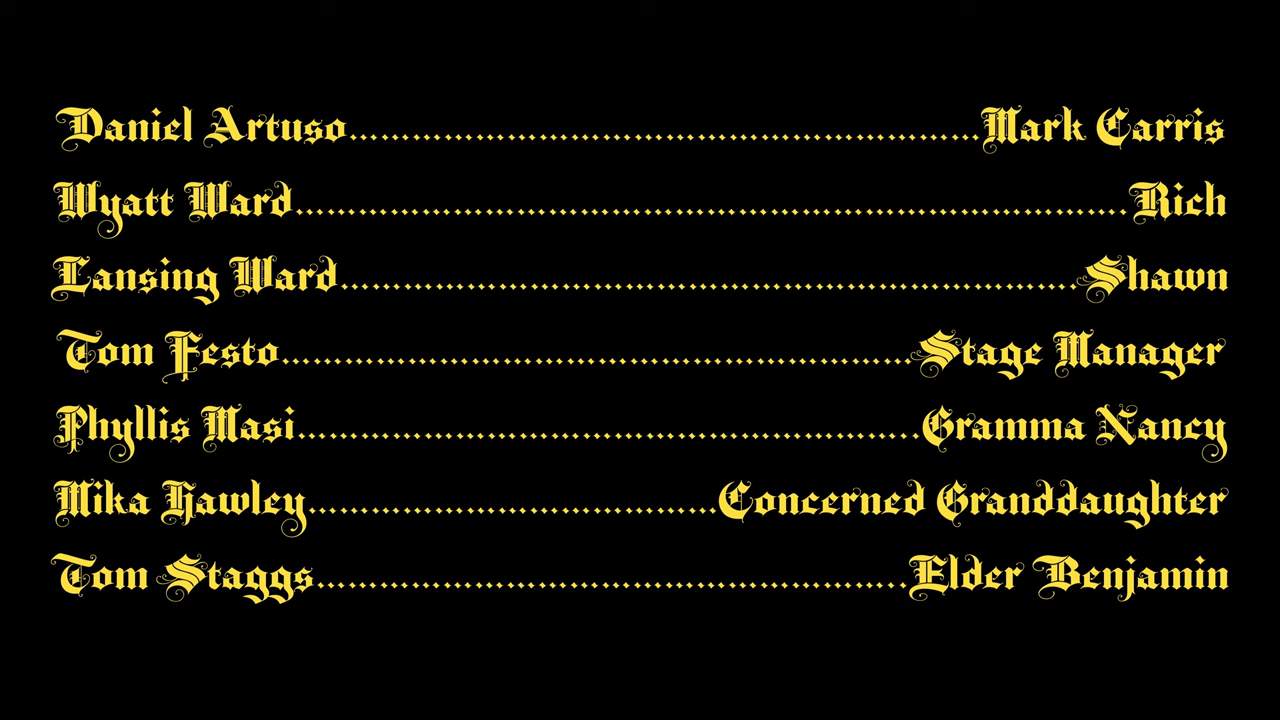 Daniel Artuso............................................................Mark Carris
Wyatt Ward...............................................................................Rich
Lansing Ward......................................................................Shawn
Tom Festo............................................................Stage Manager
Phyllis Masi...........................................................Gramma Nancy
Mika Hawley.......................................Concerned Granddaughter
Tom Staggs........................................................Elder Benjamin